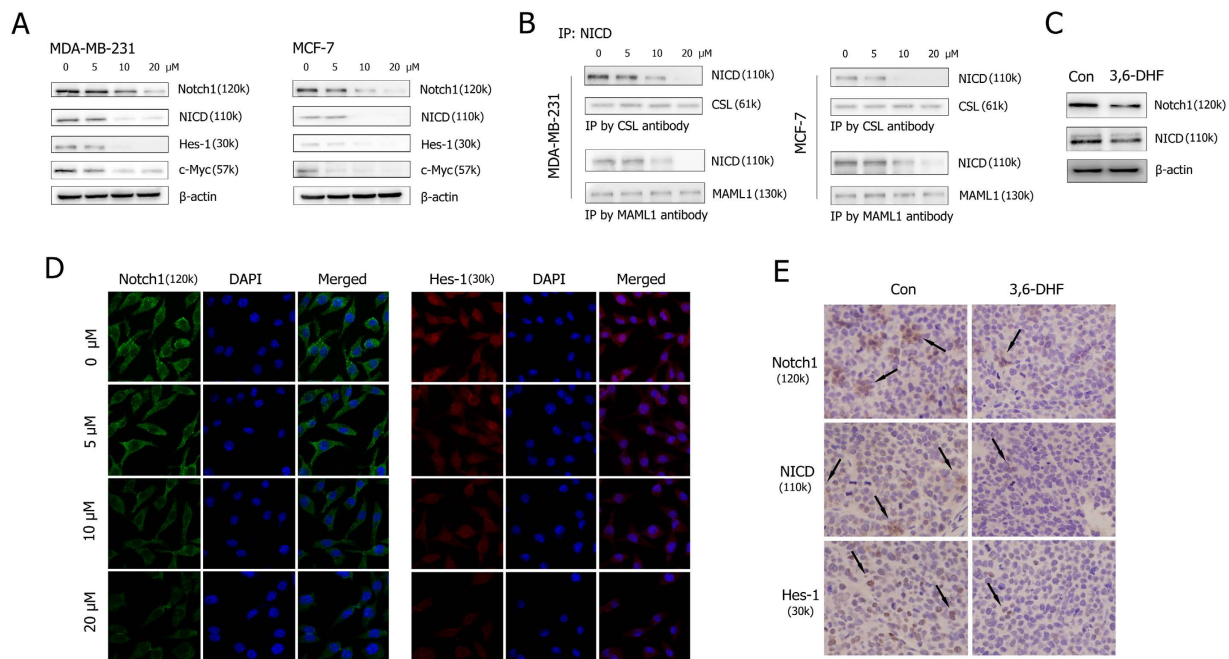 A
MDA-MB-231
0 5 10 20 μM
Notch1(120k)
NICD(110k)
Hes-1(30k)
c-Myc(57k)
β-actin
MCF-7
0 5 10 20 μM
Notch1(120k)
NICD(110k)
Hes-1(30k)
c-Myc(57k)
β-actin
B
IP: NICD
MDA-MB-231
0 5 10 20 μM
NICD(110k)
CSL(61k)
IP by CSL antibody
NICD(110k)
MAML1(130k)
IP by MAML1 antibody
MCF-7
0 5 10 20 μM
NICD(110k)
CSL(61k)
IP by CSL antibody
NICD(110k)
MAML1(130k)
IP by MAML1 antibody
C
Con 3,6-DHF
Notch1(120k)
NICD(110k)
β-actin
D
Notch1(120k) DAPI Merged Hes-1(30k) DAPI Merged
0 μM
5 μM
10 μM
20 μM
E
Con 3,6-DHF
Notch1
(120k)
NICD
(110k)
Hes-1
(30k)